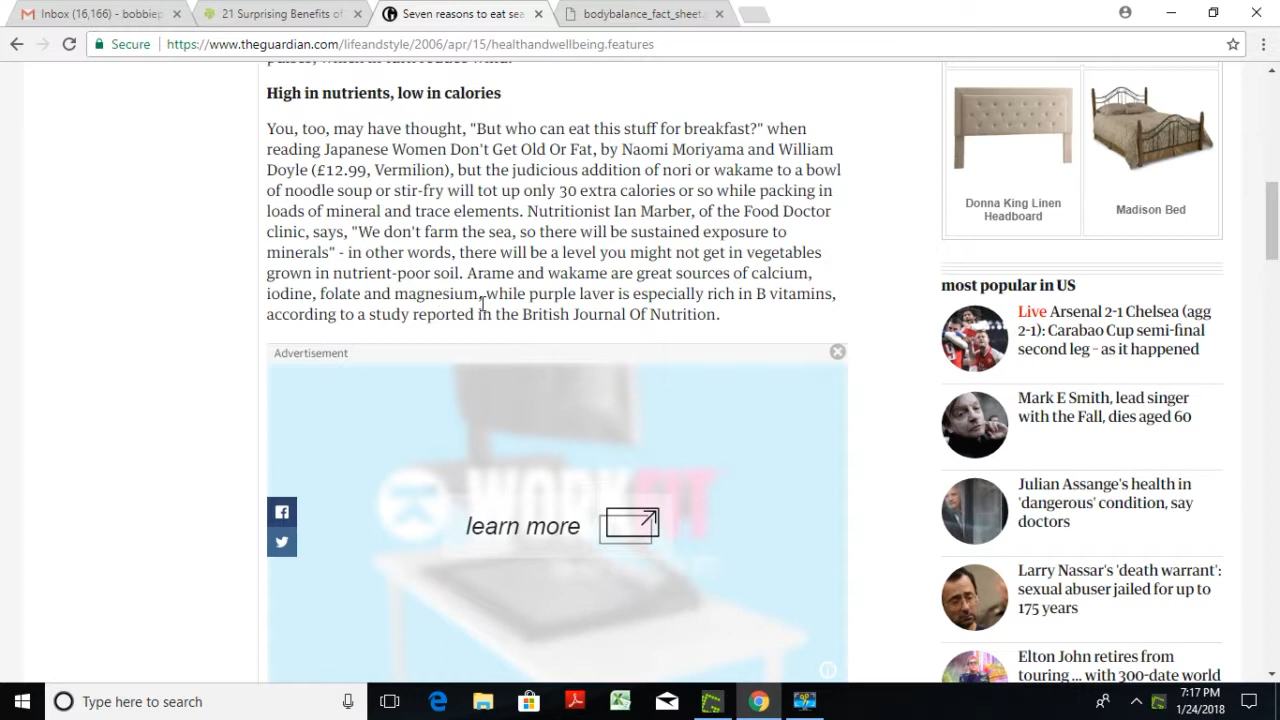 Inbox (16,166) - bobbiep
21 Surprising Benefits of
Seven reasons to eat sea
bodybalance_fact_sheet.
Secure
https://www.theguardian.com/lifeandstyle/2006/apr/15/healthandwellbeing.features
High in nutrients, low in calories
You, too, may have thought, "But who can eat this stuff for breakfast?" when
reading Japanese Women Don't Get Old Or Fat, by Naomi Moriyama and William
Doyle (£12.99, Vermilion), but the judicious addition of nori or wakame to a bowl
of noodle soup or stir-fry will tot up only 30 extra calories or so while packing in
loads of mineral and trace elements. Nutritionist Ian Marber, of the Food Doctor
clinic, says, "We don't farm the sea, so there will be sustained exposure to
minerals" - in other words, there will be a level you might not get in vegetables
grown in nutrient-poor soil. Arame and wakame are great sources of calcium,
iodine, folate and magnesium, while purple laver is especially rich in B vitamins,
according to a study reported in the British Journal Of Nutrition.
Advertisement
WORKFIT
learn more
Donna King Linen
Headboard
Madison Bed
most popular in US
Live Arsenal 2-1 Chelsea (agg
2-1): Carabao Cup semi-final
second leg – as it happened
Mark E Smith, lead singer
with the Fall, dies aged 60
Julian Assange's health in
'dangerous' condition, say
doctors
Larry Nassar's 'death warrant':
sexual abuser jailed for up to
175 years
Elton John retires from
touring ... with 300-date world
Type here to search
7:17 PM
1/24/2018